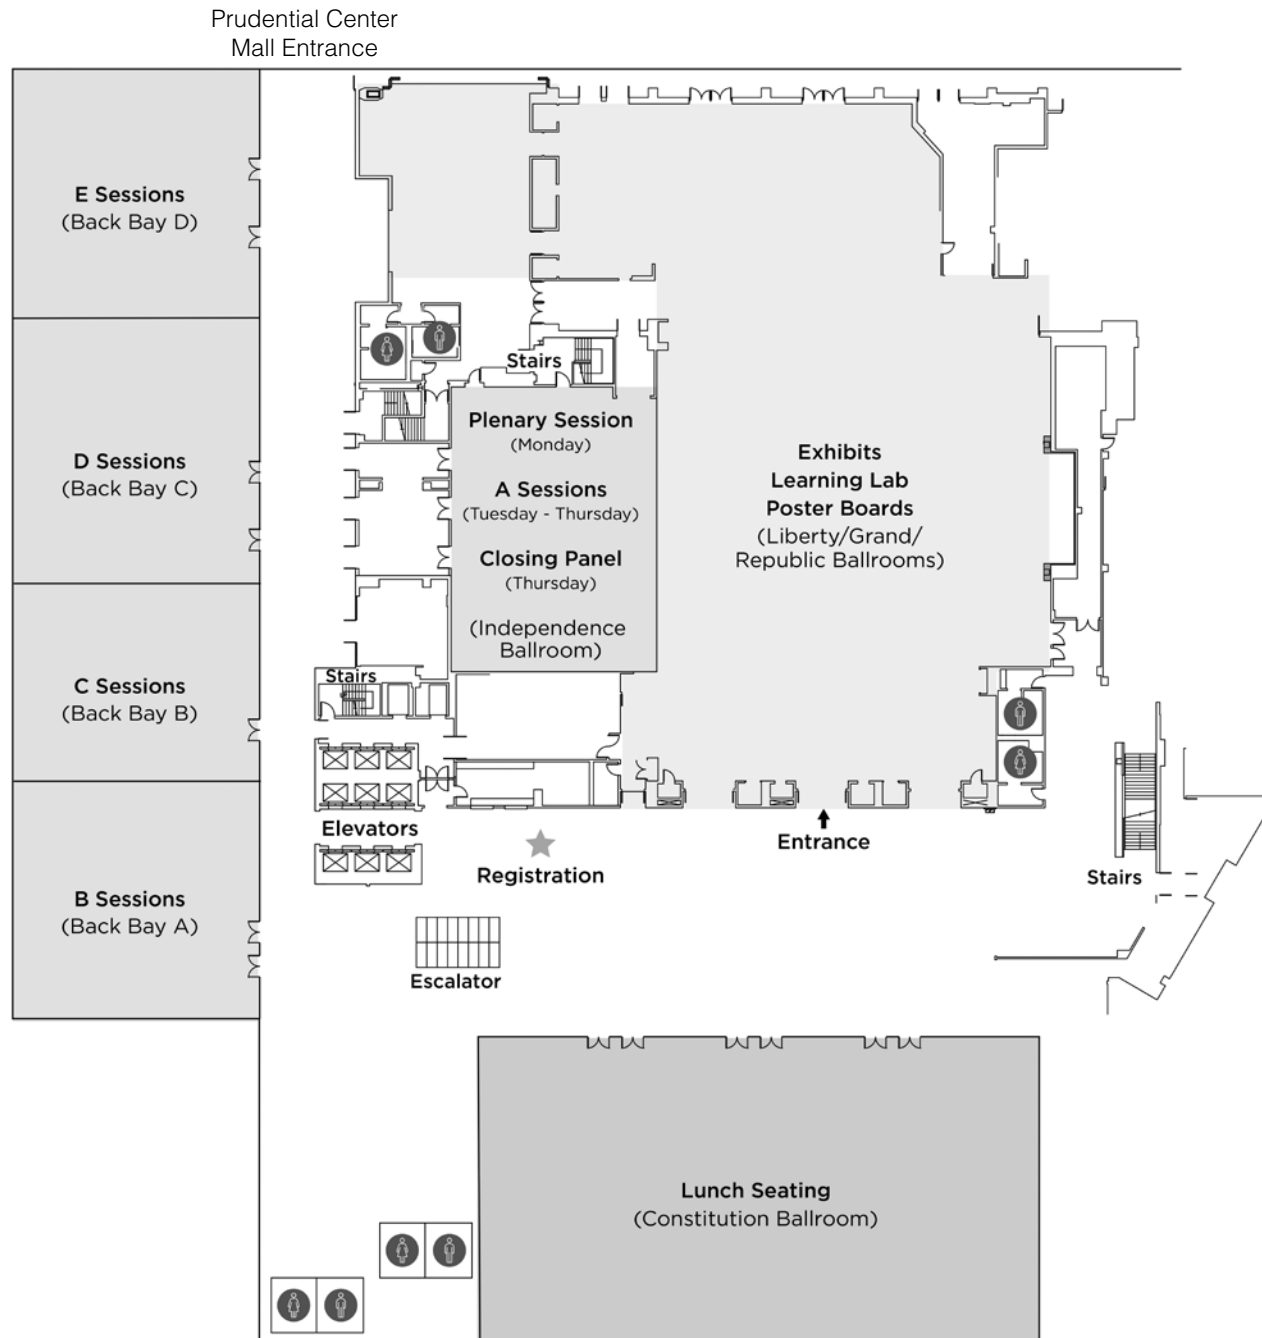 Prudential Center
Mall Entrance
E Sessions
(Back Bay D)
D Sessions
(Back Bay C)
C Sessions
(Back Bay B)
B Sessions
(Back Bay A)
Stairs
Plenary Session
(Monday)
A Sessions
(Tuesday - Thursday)
Closing Panel
(Thursday)
(Independence
Ballroom)
Exhibits
Learning Lab
Poster Boards
(Liberty/Grand/
Republic Ballrooms)
Stairs
Elevators
Registration
Entrance
Stairs
Escalator
Lunch Seating
(Constitution Ballroom)